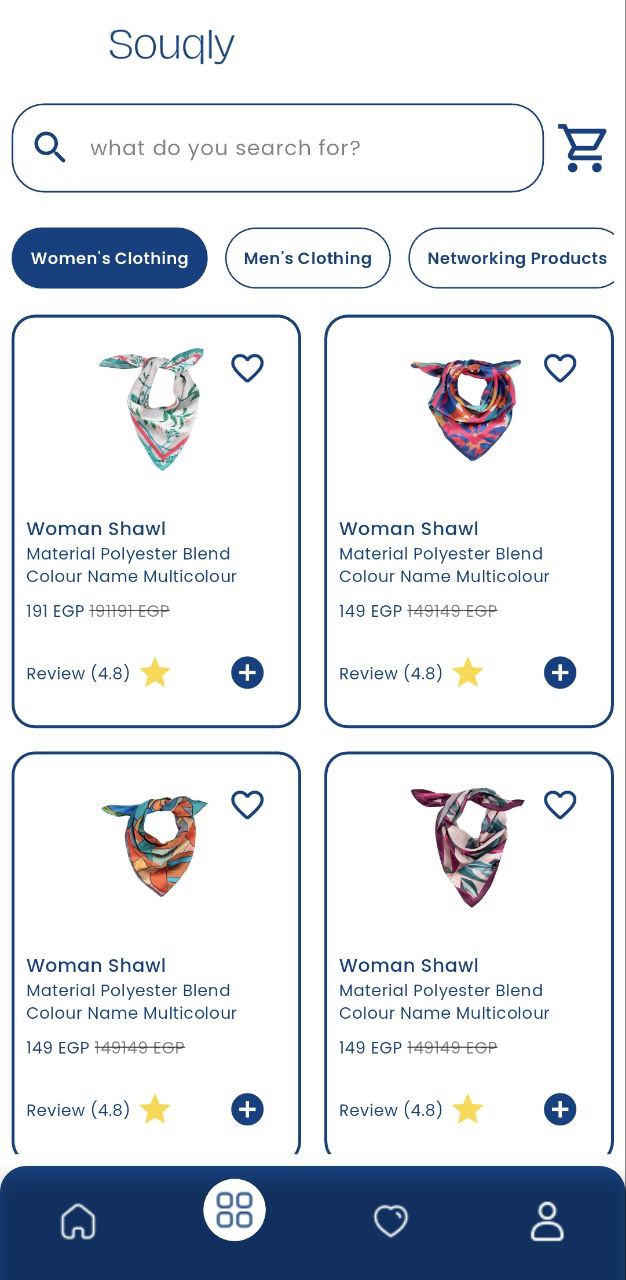 Souqly
what do you search for?
Women's Clothing
Men's Clothing
Networking Products
Woman Shawl
Material Polyester Blend
Colour Name Multicolour
191 EGP 191191 EGP
Review (4.8)
Woman Shawl
Material Polyester Blend
Colour Name Multicolour
149 EGP 149149 EGP
Review (4.8)
Woman Shawl
Material Polyester Blend
Colour Name Multicolour
149 EGP 149149 EGP
Review (4.8)
Woman Shawl
Material Polyester Blend
Colour Name Multicolour
149 EGP 149149 EGP
Review (4.8)